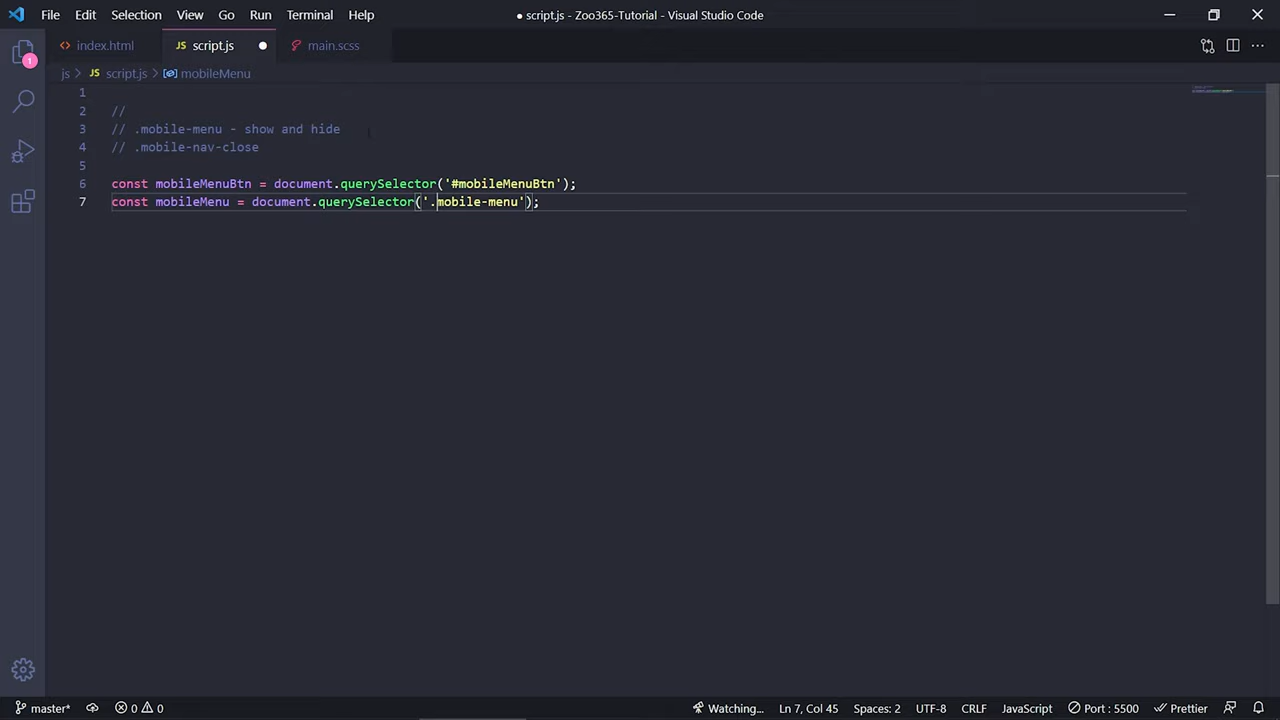 File Edit Selection View Go Run Terminal Help ● script.js - Zoo365-Tutorial - Visual Studio Code
<> index.html JS script.js ● main.scss
js > JS script.js > mobileMenu
1
1
2 //
3 // .mobile-menu - show and hide
4 // .mobile-nav-close
5
6 const mobileMenuBtn = document.querySelector('#mobileMenuBtn');
7 const mobileMenu = document.querySelector('.mobile-menu');
master* 0 0 Watching... Ln 7, Col 45 Spaces: 2 UTF-8 CRLF JavaScript Port : 5500 Prettier